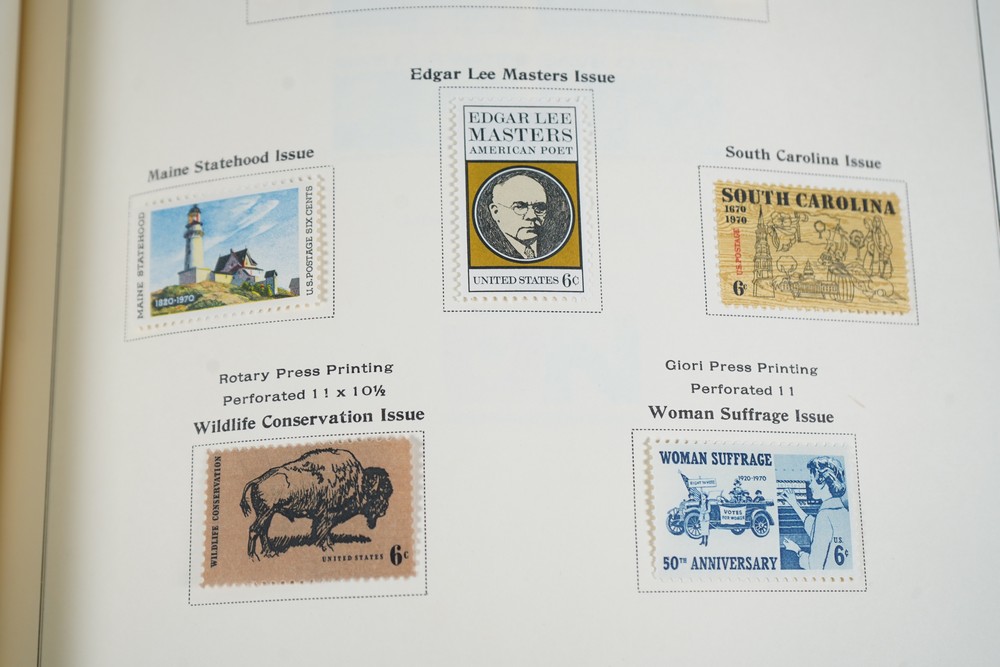 Edgar Lee Masters Issue
EDGAR LEE
MASTERS
AMERICAN POET
UNITED STATES 6c
Maine Statehood Issue
MAINE STATEHOOD
U.S. POSTAGE SIX CENTS
1820-1970
South Carolina Issue
SOUTH CAROLINA
1670
1970
U.S. POSTAGE
6c
Rotary Press Printing
Perforated 11 x 10½
Wildlife Conservation Issue
WILDLIFE CONSERVATION
UNITED STATES 6c
Giori Press Printing
Perforated 11
Woman Suffrage Issue
WOMAN SUFFRAGE
1920-1970
VOTES
FOR WOMEN
50TH ANNIVERSARY
U.S.
6c